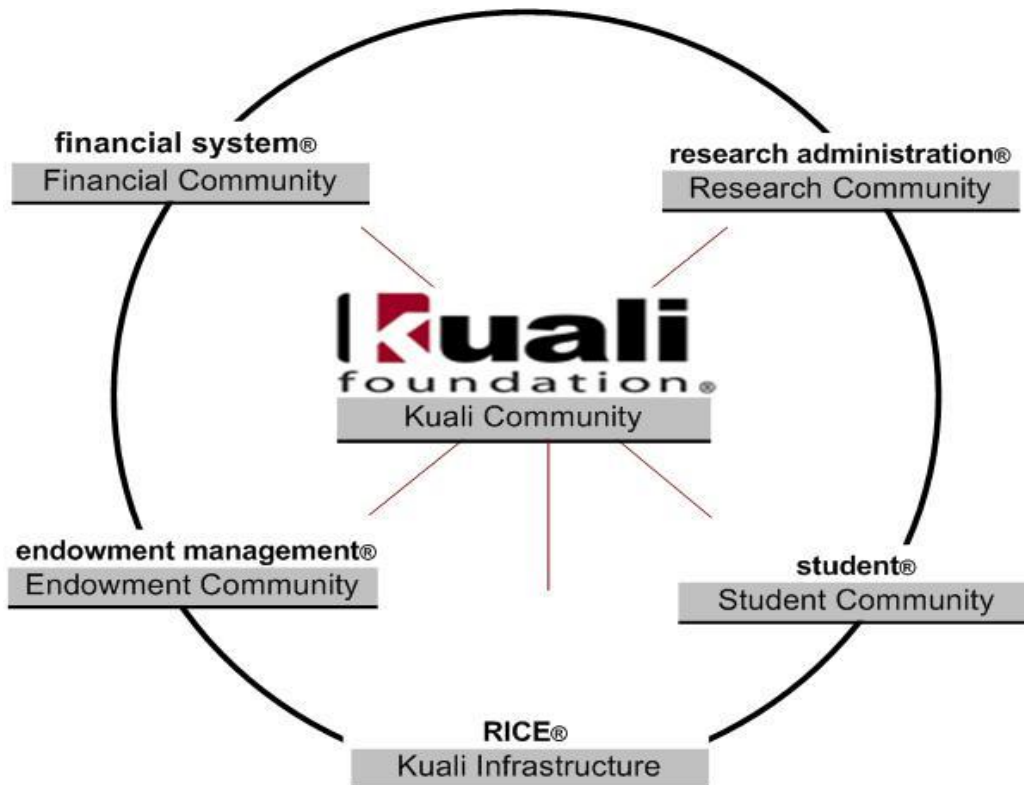 financial system®
Financial Community
research administration®
Research Community
kuali
foundation®
Kuali Community
endowment management®
Endowment Community
student®
Student Community
RICE®
Kuali Infrastructure